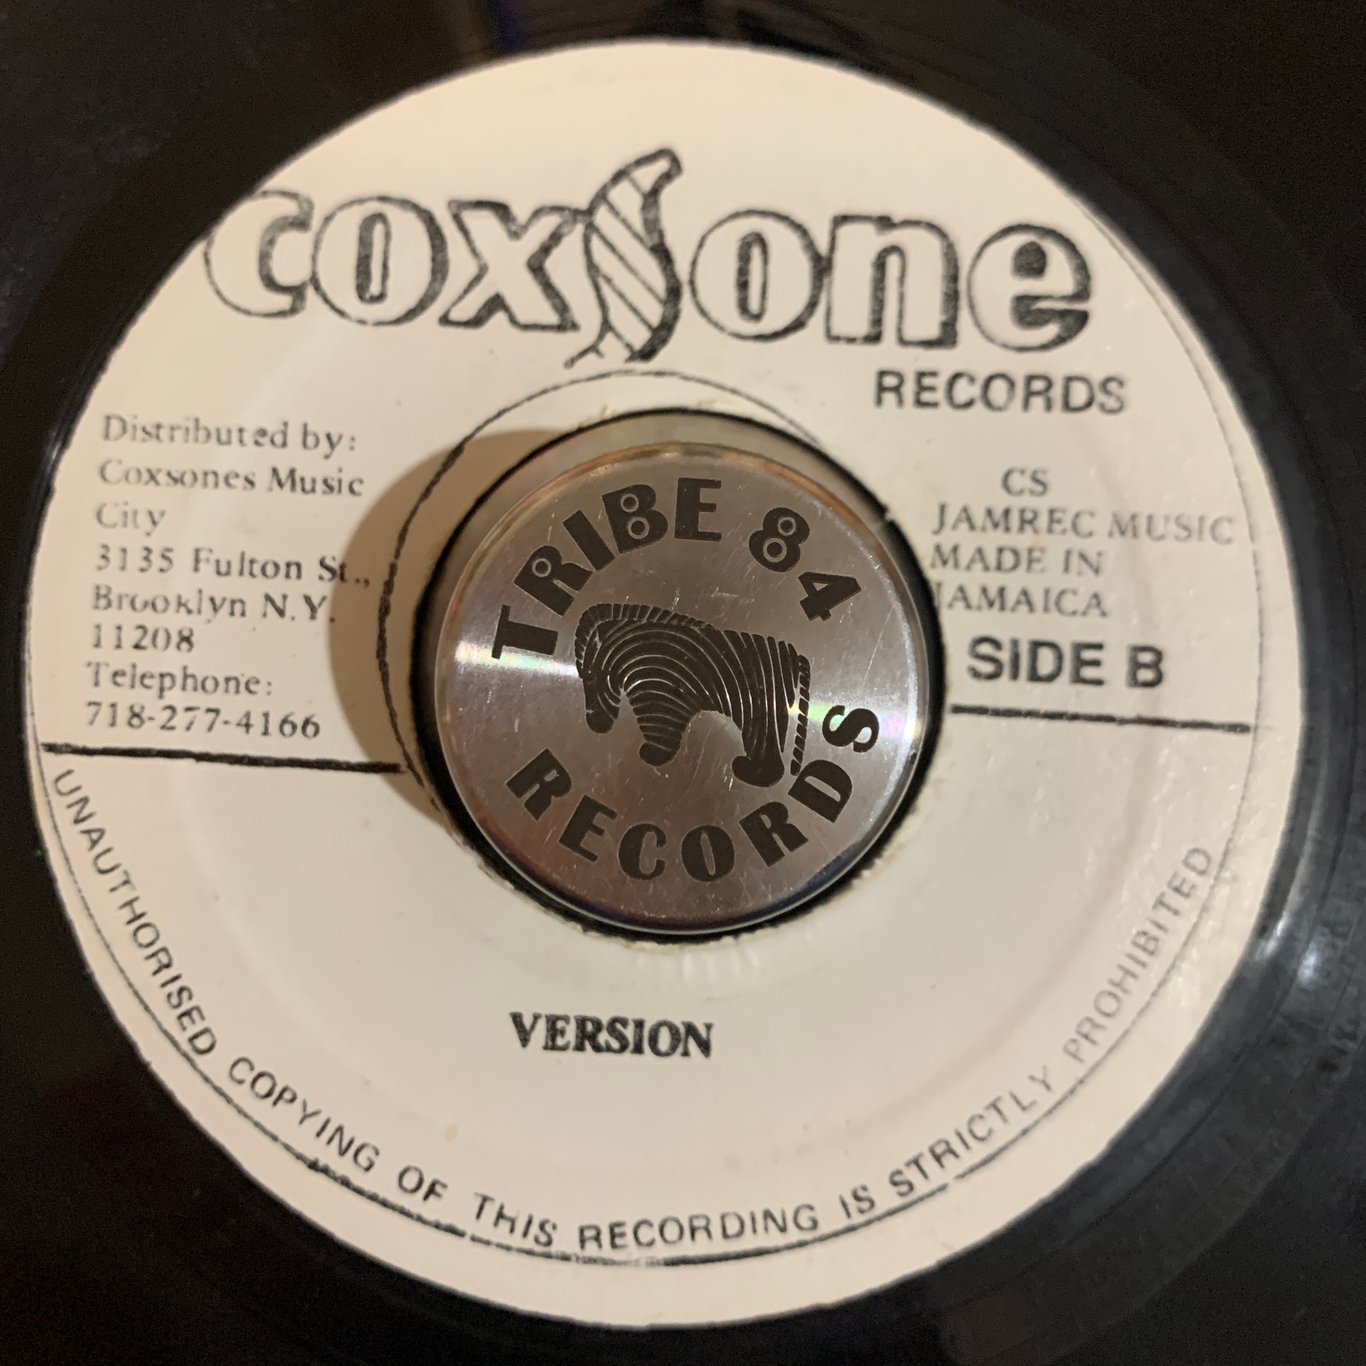 coxsone
RECORDS
Distributed by:
Coxsones Music
City
3135 Fulton St.,
Brooklyn N.Y.
11208
Telephone:
718-277-4166
CS
JAMREC MUSIC
MADE IN
JAMAICA
SIDE B
TRIBE 84
RECORDS
VERSION
UNAUTHORISED COPYING OF THIS RECORDING IS STRICTLY PROHIBITED